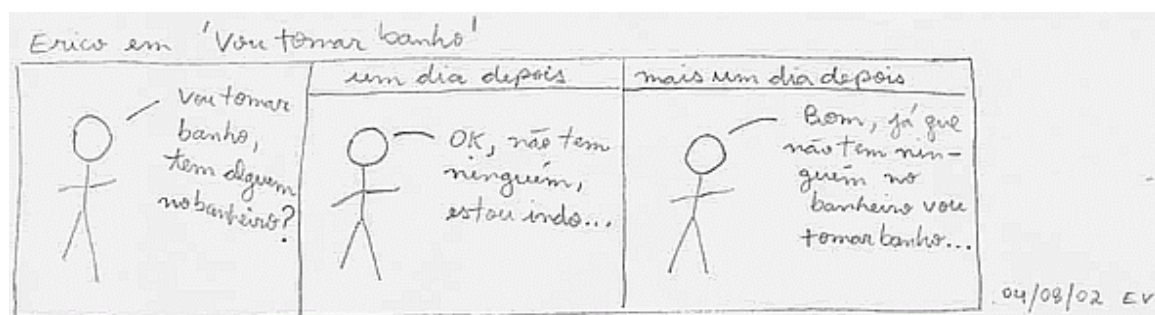 Erico em 'Vou tomar banho'
Vou tomar
banho,
tem alguem
no banheiro?
um dia depois
OK, não tem
ninguém,
estou indo...
mais um dia depois
Bom, já que
não tem nin-
guém no
banheiro vou
tomar banho...
04/08/02 EV